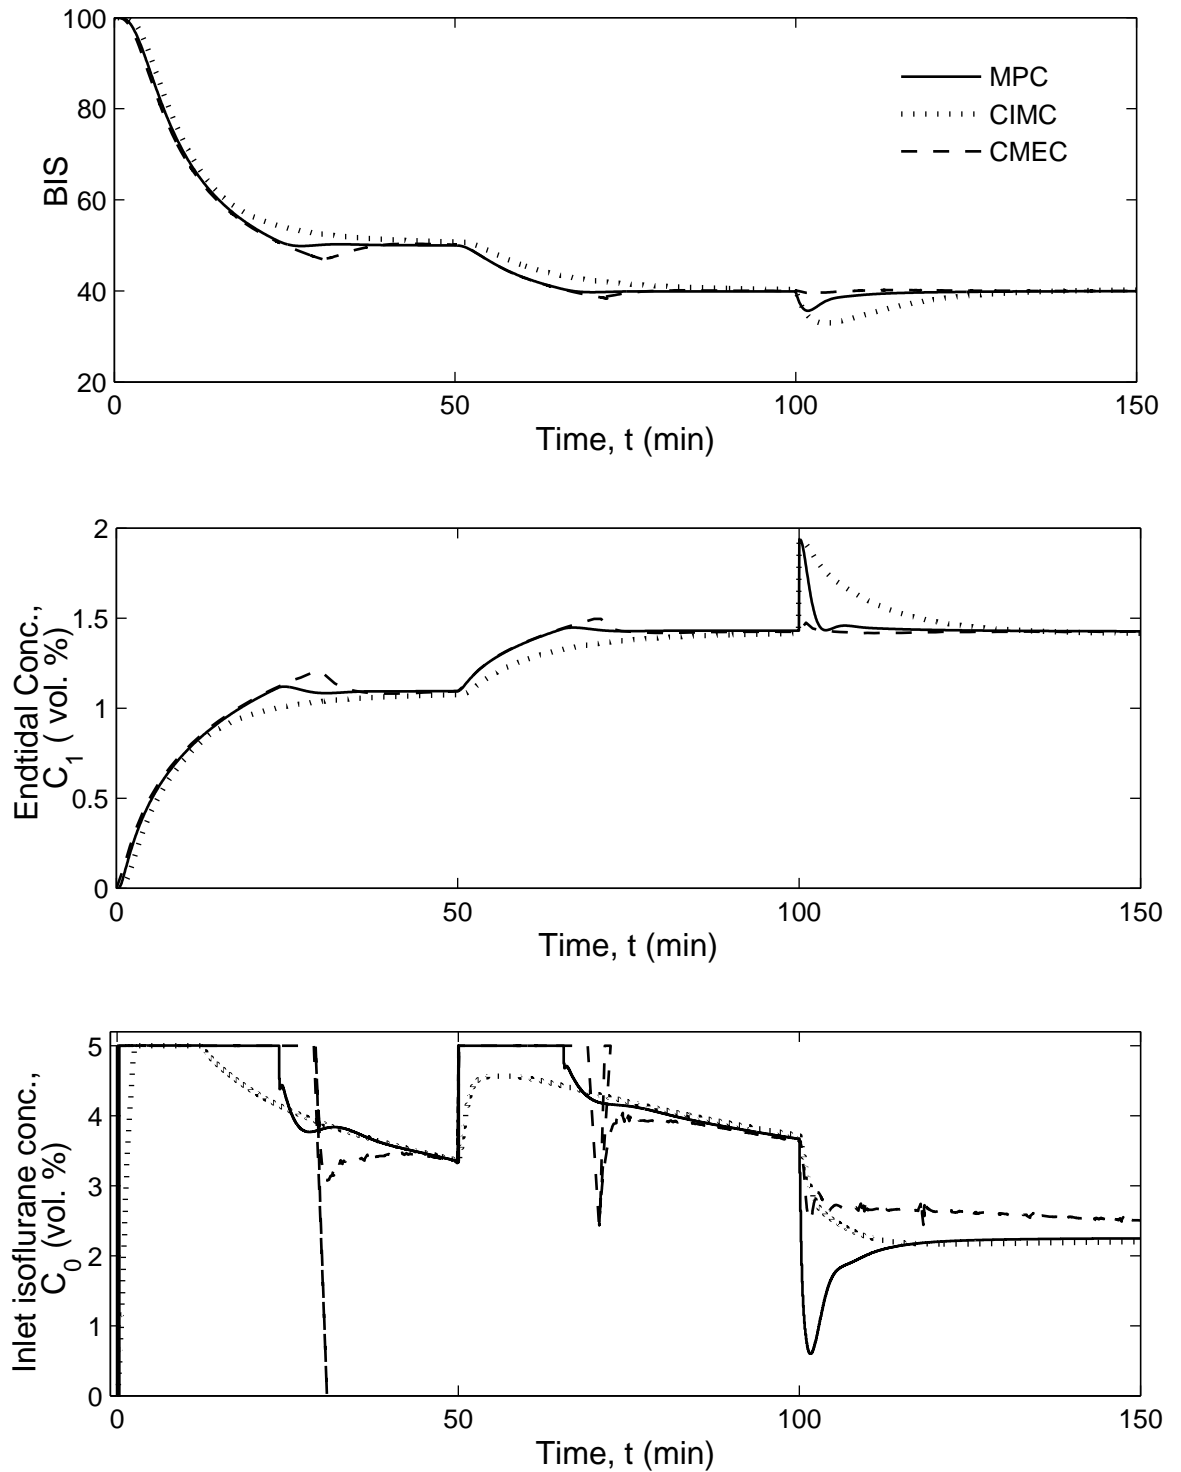 100
80
60
40
20
BIS
MPC
CIMC
CMEC
0
50
100
150
Time, t (min)
2
1.5
1
0.5
0
Endtidal Conc.,
C1 ( vol. %)
0
50
100
150
Time, t (min)
5
4
3
2
1
0
Inlet isoflurane conc.,
C0 (vol. %)
0
50
100
150
Time, t (min)